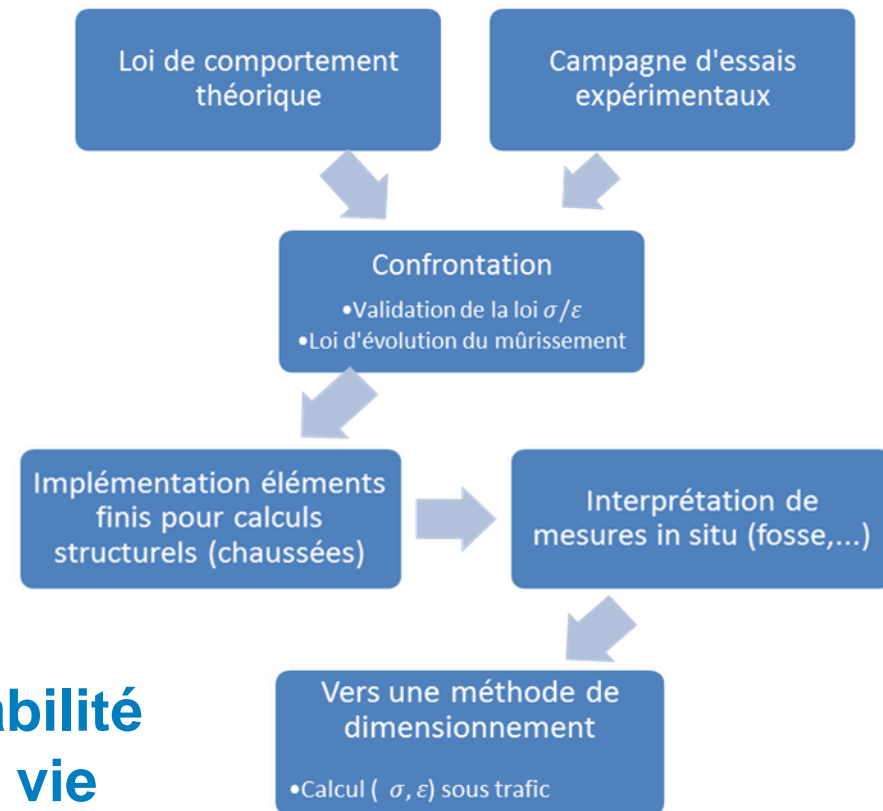 Loi de comportement
théorique
Campagne d'essais
expérimentaux
Confrontation
•Validation de la loi σ/ε
•Loi d'évolution du mûrissement
Implémentation éléments
finis pour calculs
structurels (chaussées)
Interprétation de
mesures in situ (fosse,...)
Vers une méthode de
dimensionnement
•Calcul ( σ, ε) sous trafic
abilité
vie